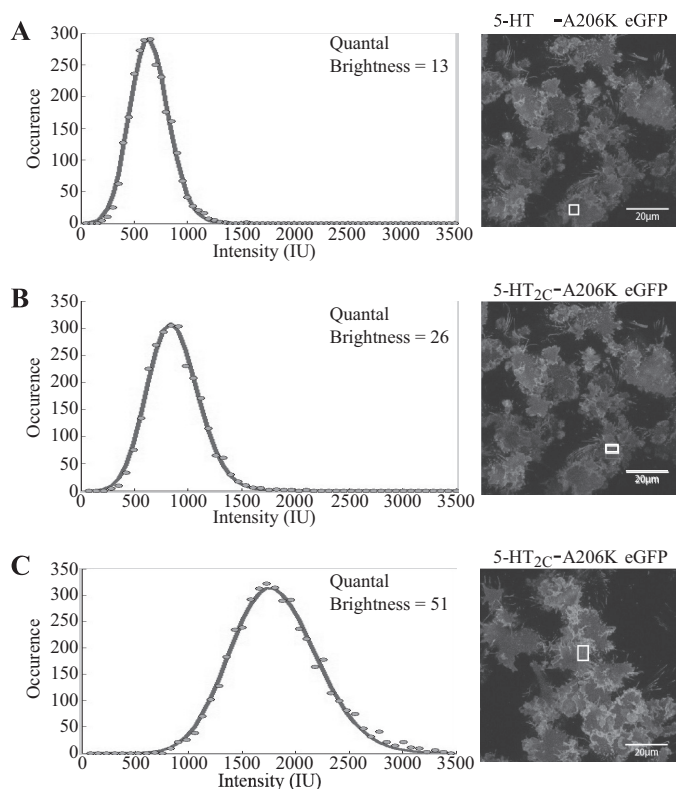 A
5-HT -A206K eGFP
300
250
200
150
100
50
0
Occurence
Quantal
Brightness = 13
0 500 1000 1500 2000 2500 3000 3500
Intensity (IU)
20µm
B
5-HT2C-A206K eGFP
350
300
250
200
150
100
50
0
Occurence
Quantal
Brightness = 26
0 500 1000 1500 2000 2500 3000 3500
Intensity (IU)
20µm
C
5-HT2C-A206K eGFP
350
300
250
200
150
100
50
0
Occurence
Quantal
Brightness = 51
0 500 1000 1500 2000 2500 3000 3500
Intensity (IU)
20µm